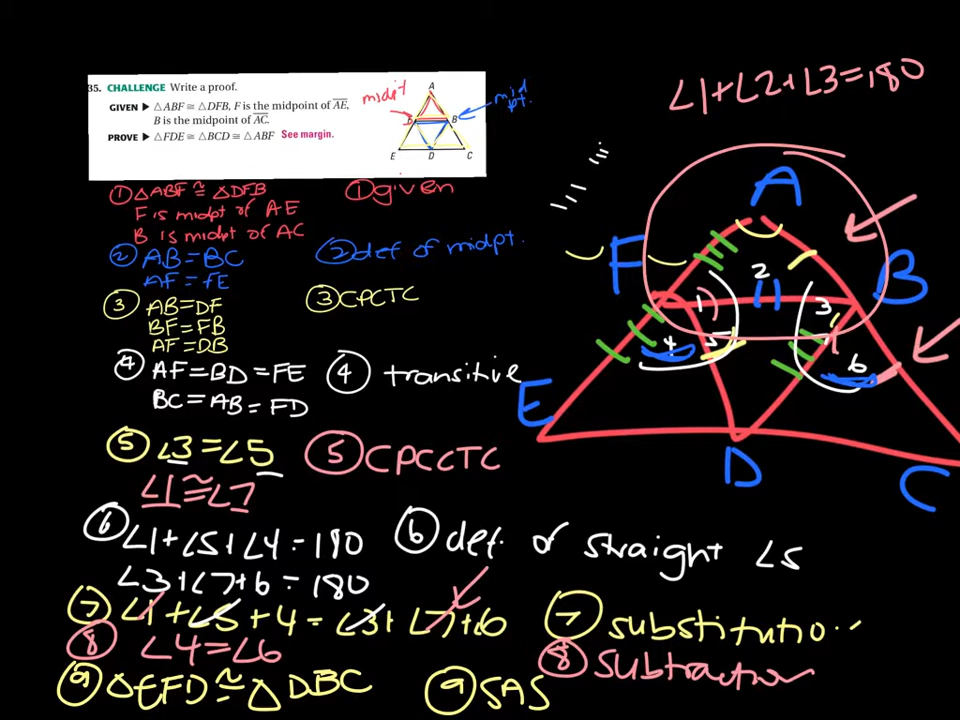 35. CHALLENGE Write a proof.
GIVEN ▶ △ABF ≅ △DFB, F is the midpoint of AE,
B is the midpoint of AC.
PROVE ▶ △FDE ≅ △BCD ≅ △ABF See margin.
midpt
A
B
mid
pt.
E D C
∠1+∠2+∠3=180
① △ABF ≅ △DFB ① given
F is midpt of AE
B is midpt of AC
② AB = BC ② def of midpt.
AF = FE
③ AB = DF ③ CPCTC
BF = FB
AF = DB
④ AF = BD = FE ④ transitive
BC = AB = FD
⑤ ∠3 = ∠5 ⑤ CPCCTC
∠1 ≅ ∠7
⑥ ∠1+∠5+∠4 = 180 ⑥ def. of straight ∠s
∠3+∠7+6 = 180
⑦ ∠1+∠5+4 = ∠3+∠7+6 ⑦ substitutio
⑧ ∠4 = ∠6 ⑧ subtraction
⑨ △EFD ≅ △DBC ⑨ SAS
A
F
B
2
1
3
4
5
6
E
D
C